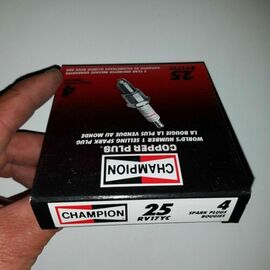 CHAMPION
25
RV17YC
4
SPARK PLUGS
BOUGIES
CHAMPION
COPPER PLUS.
WORLD'S NUMBER 1 SELLING SPARK PLUG
LA BOUGIE LA PLUS VENDUE AU MONDE
4
25
RV17YC